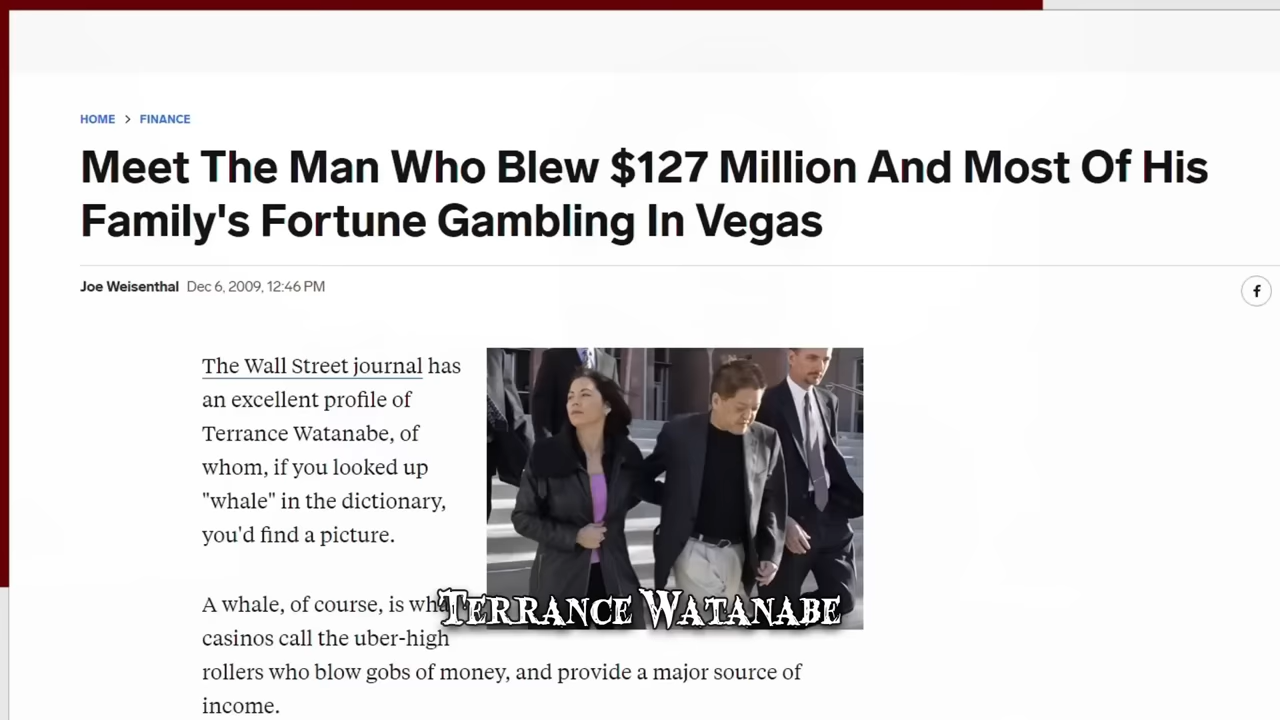 HOME > FINANCE
Meet The Man Who Blew $127 Million And Most Of His
Family's Fortune Gambling In Vegas
Joe Weisenthal Dec 6, 2009, 12:46 PM
f
The Wall Street journal has
an excellent profile of
Terrance Watanabe, of
whom, if you looked up
"whale" in the dictionary,
you'd find a picture.
A whale, of course, is
casinos call the uber-high
rollers who blow gobs of money, and provide a major source of
income.
TERRANCE WATANABE